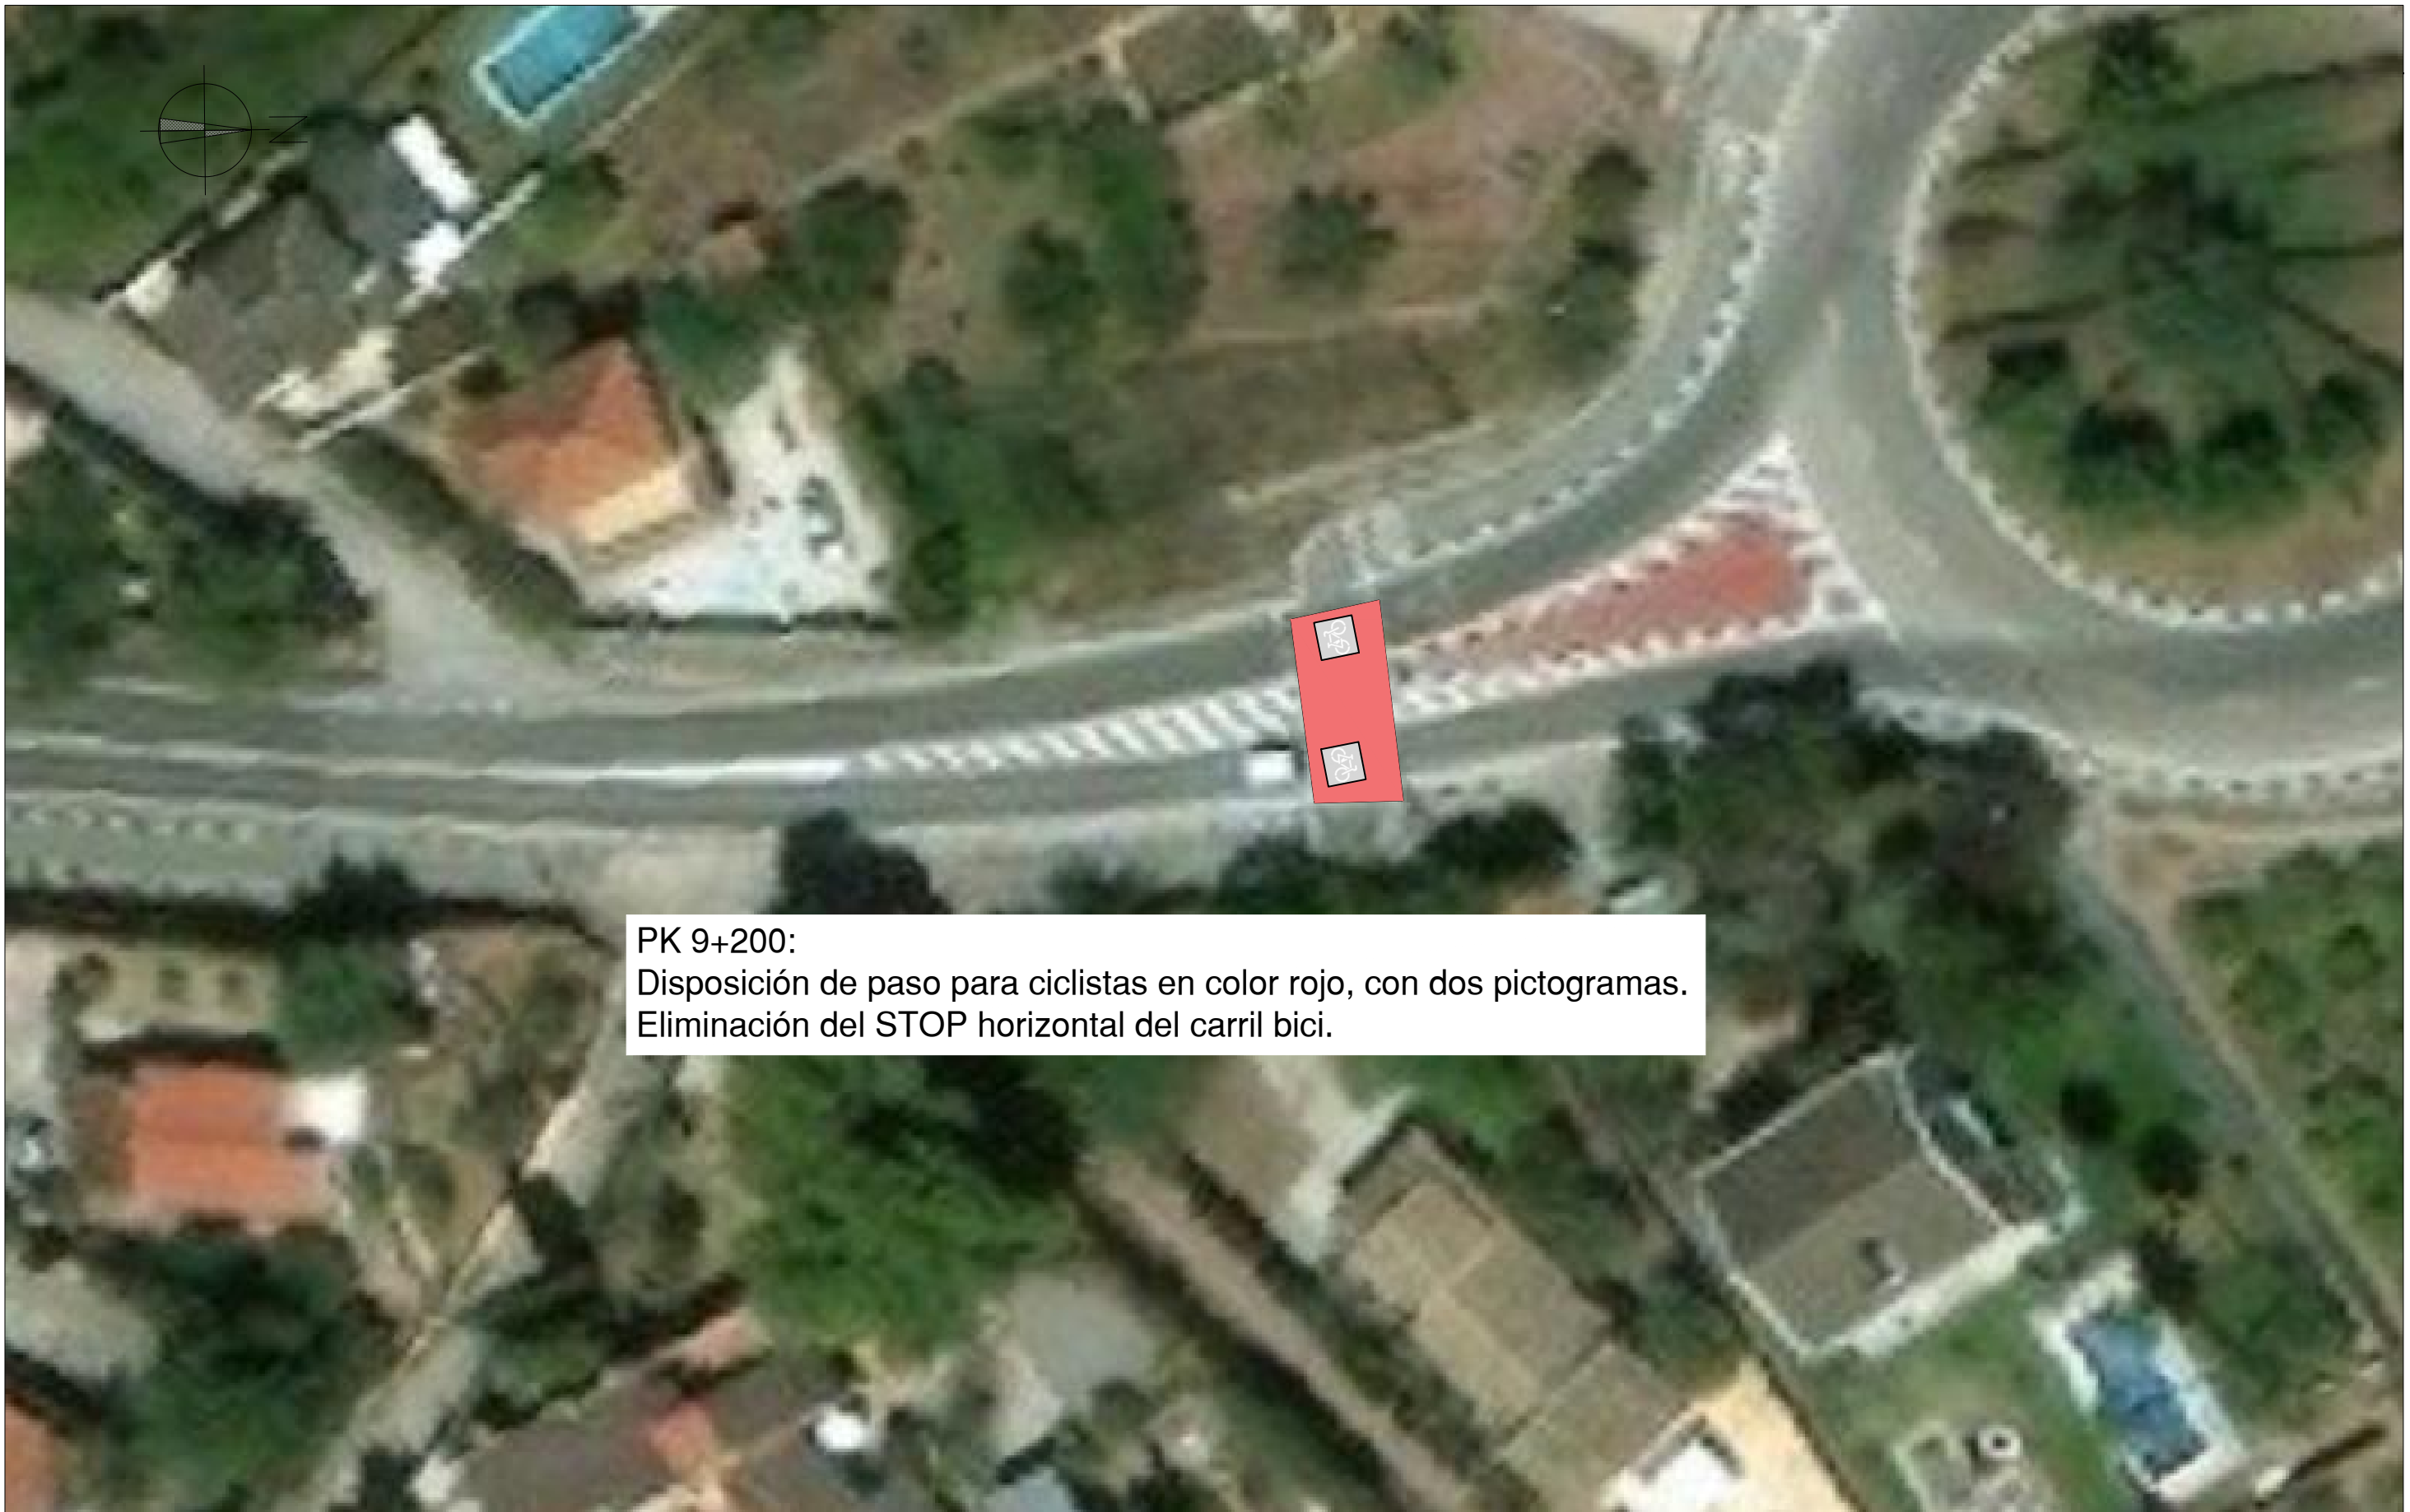 N
PK 9+200:
Disposición de paso para ciclistas en color rojo, con dos pictogramas.
Eliminación del STOP horizontal del carril bici.